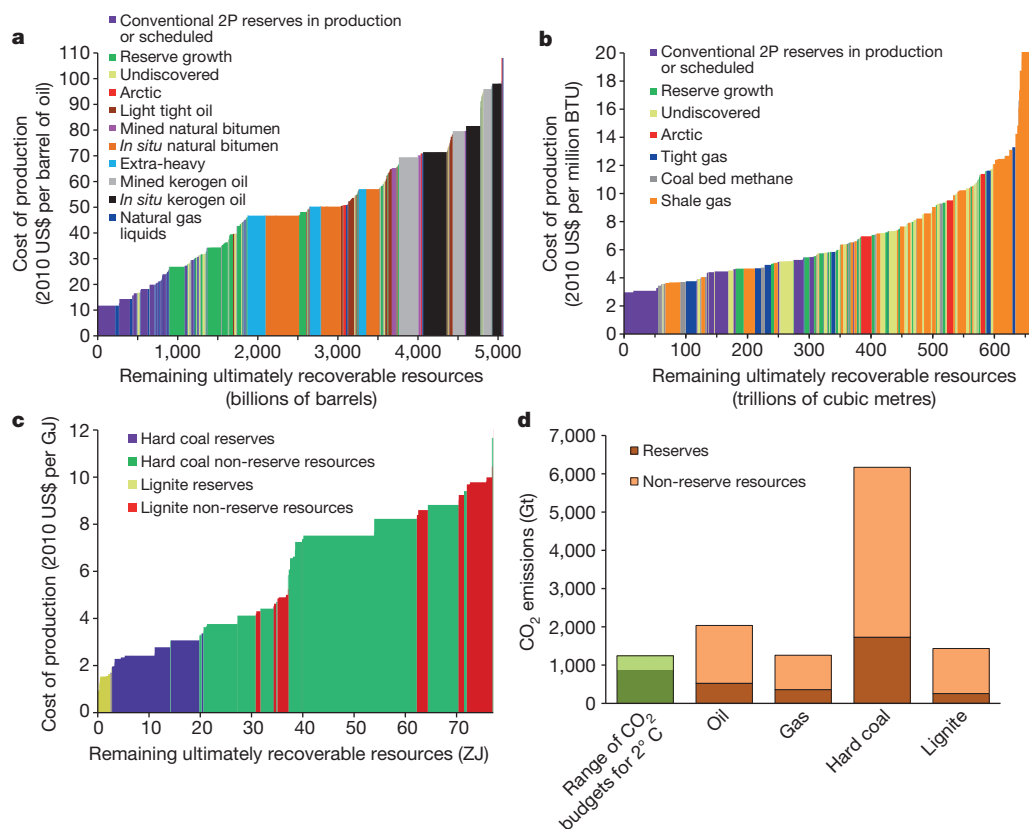 a
Conventional 2P reserves in production
or scheduled
Reserve growth
Undiscovered
Arctic
Light tight oil
Mined natural bitumen
In situ natural bitumen
Extra-heavy
Mined kerogen oil
In situ kerogen oil
Natural gas
liquids
110
100
90
80
70
60
50
40
30
20
10
0
Cost of production
(2010 US$ per barrel of oil)
0
1,000
2,000
3,000
4,000
5,000
Remaining ultimately recoverable resources
(billions of barrels)
b
Conventional 2P reserves in production
or scheduled
Reserve growth
Undiscovered
Arctic
Tight gas
Coal bed methane
Shale gas
20
18
16
14
12
10
8
6
4
2
0
Cost of production
(2010 US$ per million BTU)
0
100
200
300
400
500
600
Remaining ultimately recoverable resources
(trillions of cubic metres)
c
Hard coal reserves
Hard coal non-reserve resources
Lignite reserves
Lignite non-reserve resources
12
10
8
6
4
2
0
Cost of production (2010 US$ per GJ)
0
10
20
30
40
50
60
70
Remaining ultimately recoverable resources (ZJ)
d
Reserves
Non-reserve resources
7,000
6,000
5,000
4,000
3,000
2,000
1,000
0
CO2 emissions (Gt)
Range of CO2
budgets for 2° C
Oil
Gas
Hard coal
Lignite